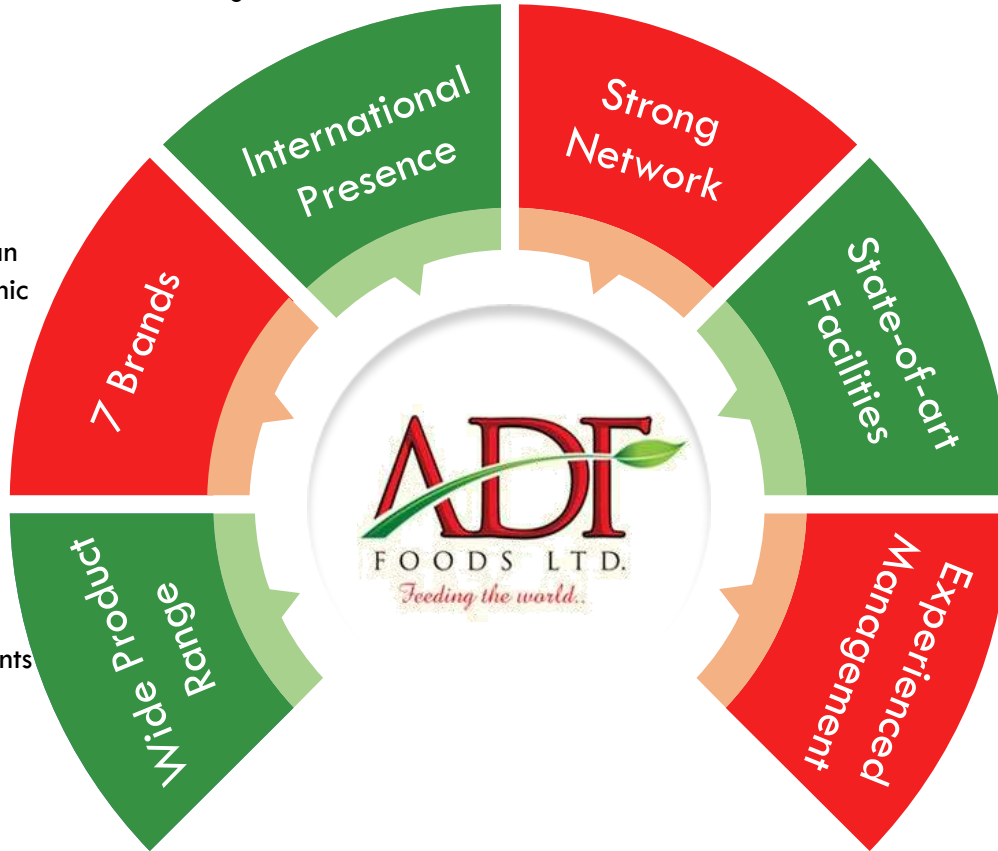 International
Presence
Strong
Network
State-of-art
Facilities
7 Brands
Wide Product
Range
Experienced
Management
ADF
FOODS LTD.
Feeding the world..